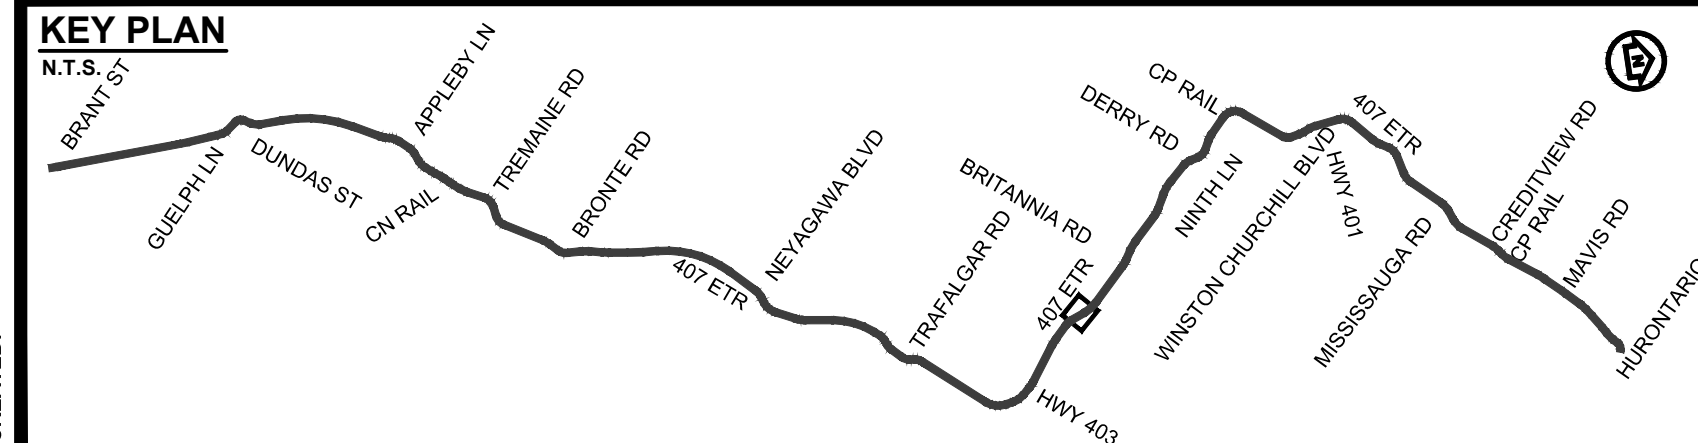 KEY PLAN
N.T.S.
BRANT ST
GUELPH LN
DUNDAS ST
CN RAIL
APPLEBY LN
TREMAINE RD
BRONTE RD
407 ETR
NEYAGAWA BLVD
TRAFALGAR RD
HWY 403
407 ETR
BRITANNIA RD
DERRY RD
CP RAIL
NINTH LN
WINSTON CHURCHILL BLVD
HWY 401
407 ETR
MISSISSAUGA RD
CREDITVIEW RD
CP RAIL
MAVIS RD
HURONTARIO
N